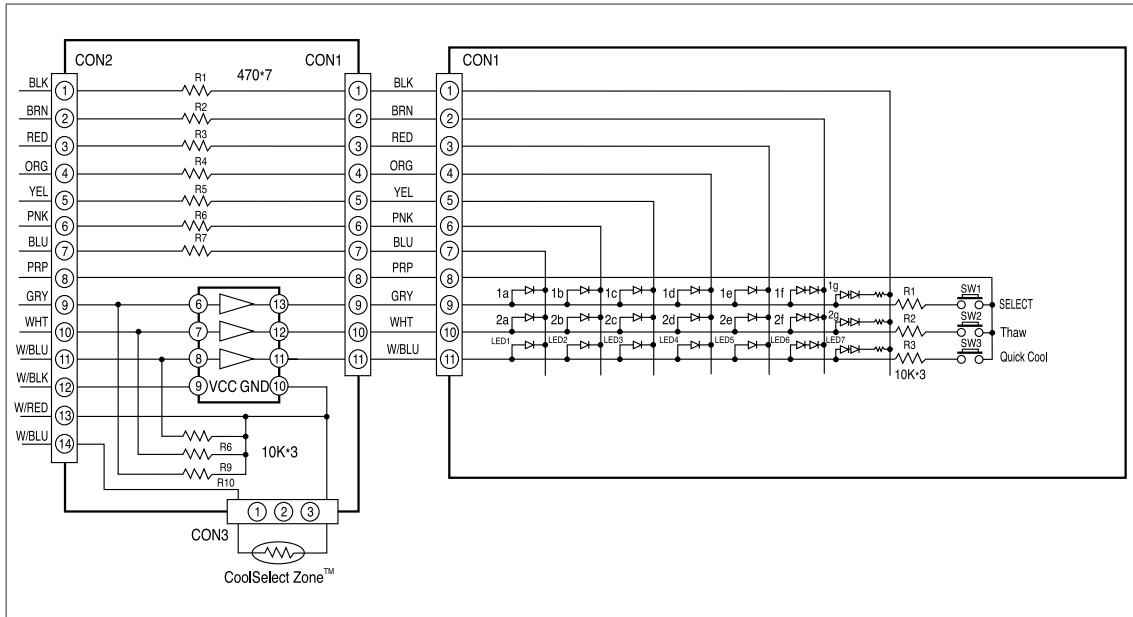 CON2 CON1 CON1
470*7
BLK ① R1 ① BLK ①
BRN ② R2 ② BRN ②
RED ③ R3 ③ RED ③
ORG ④ R4 ④ ORG ④
YEL ⑤ R5 ⑤ YEL ⑤
PNK ⑥ R6 ⑥ PNK ⑥
BLU ⑦ R7 ⑦ BLU ⑦
PRP ⑧ ⑧ PRP ⑧
GRY ⑨ ⑥ ⑬ ⑨ GRY ⑨ 1a 1b 1c 1d 1e 1f 1g R1 SW1 SELECT
WHT ⑩ ⑦ ⑫ ⑩ WHT ⑩ 2a 2b 2c 2d 2e 2f 2g R2 SW2 Thaw
W/BLU ⑪ ⑧ ⑪ ⑪ W/BLU ⑪ LED1 LED2 LED3 LED4 LED5 LED6 LED7 R3 SW3 Quick Cool
W/BLK ⑫ ⑨ VCC GND ⑩ 10K*3
W/RED ⑬
W/BLU ⑭
R6 10K*3
R9
R10
① ② ③
CON3
CoolSelect Zone™